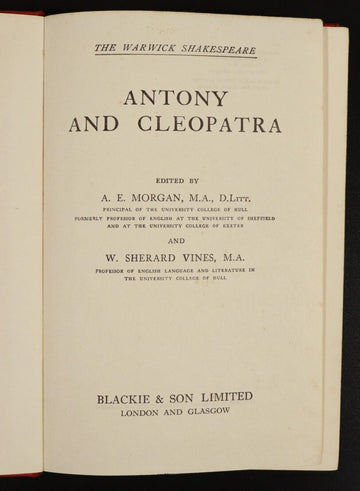 THE WARWICK SHAKESPEARE
ANTONY
AND CLEOPATRA
EDITED BY
A. E. MORGAN, M.A., D.Litt.
PRINCIPAL OF THE UNIVERSITY COLLEGE OF HULL
FORMERLY PROFESSOR OF ENGLISH AT THE UNIVERSITY OF SHEFFIELD
AND AT THE UNIVERSITY COLLEGE OF EXETER
AND
W. SHERARD VINES, M.A.
PROFESSOR OF ENGLISH LANGUAGE AND LITERATURE IN
THE UNIVERSITY COLLEGE OF HULL
BLACKIE & SON LIMITED
LONDON AND GLASGOW